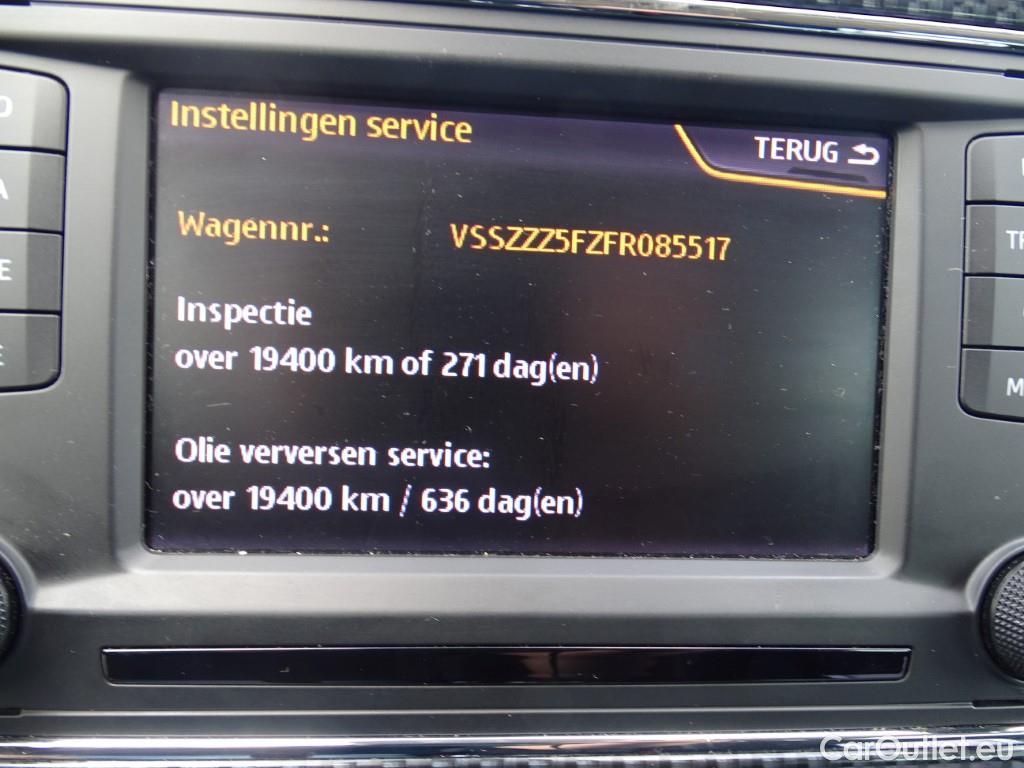 Instellingen service
TERUG
Wagennr.: VSSZZZ5FZFR085517
Inspectie
over 19400 km of 271 dag(en)
Olie verversen service:
over 19400 km / 636 dag(en)
CarOutlet.eu